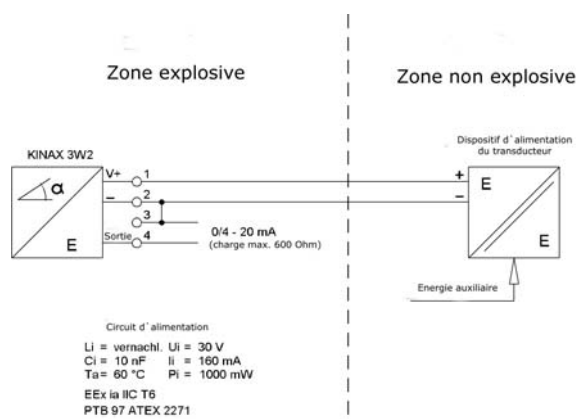 Zone explosive
Zone non explosive
KINAX 3W2
Dispositif d`alimentation
du transducteur
V+ 1
α
– 2
3
Sortie 4
E
0/4 - 20 mA
(charge max. 600 Ohm)
+
–
E
E
Energie auxiliaire
Circuit d`alimentation
Li = vernachl. Ui = 30 V
Ci = 10 nF Ii = 160 mA
Ta= 60 °C Pi = 1000 mW
EEx ia IIC T6
PTB 97 ATEX 2271